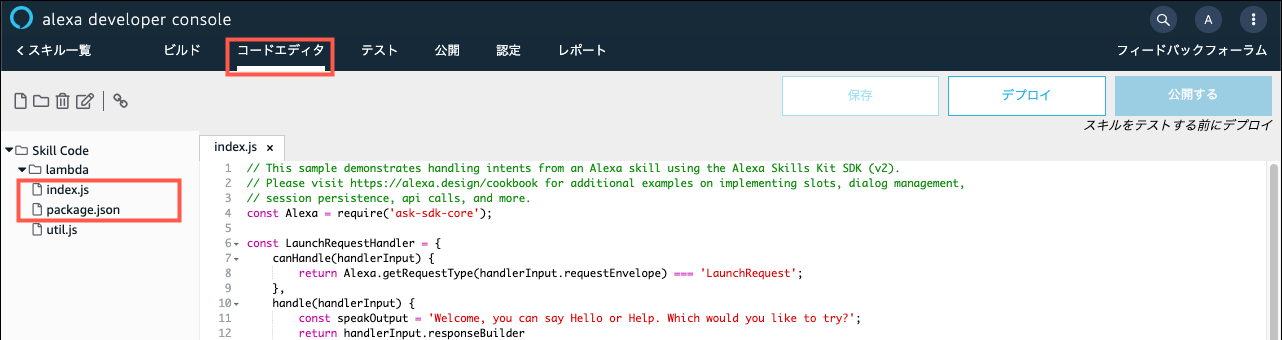 alexa developer console
A
スキル一覧 ビルド コードエディタ テスト 公開 認定 レポート フィードバックフォーラム
保存 デプロイ 公開する
スキルをテストする前にデプロイ
Skill Code
lambda
index.js
package.json
util.js
index.js x
1 // This sample demonstrates handling intents from an Alexa skill using the Alexa Skills Kit SDK (v2).
2 // Please visit https://alexa.design/cookbook for additional examples on implementing slots, dialog management,
3 // session persistence, api calls, and more.
4 const Alexa = require('ask-sdk-core');
5
6 const LaunchRequestHandler = {
7 canHandle(handlerInput) {
8 return Alexa.getRequestType(handlerInput.requestEnvelope) === 'LaunchRequest';
9 },
10 handle(handlerInput) {
11 const speakOutput = 'Welcome, you can say Hello or Help. Which would you like to try?';
12 return handlerInput.responseBuilder